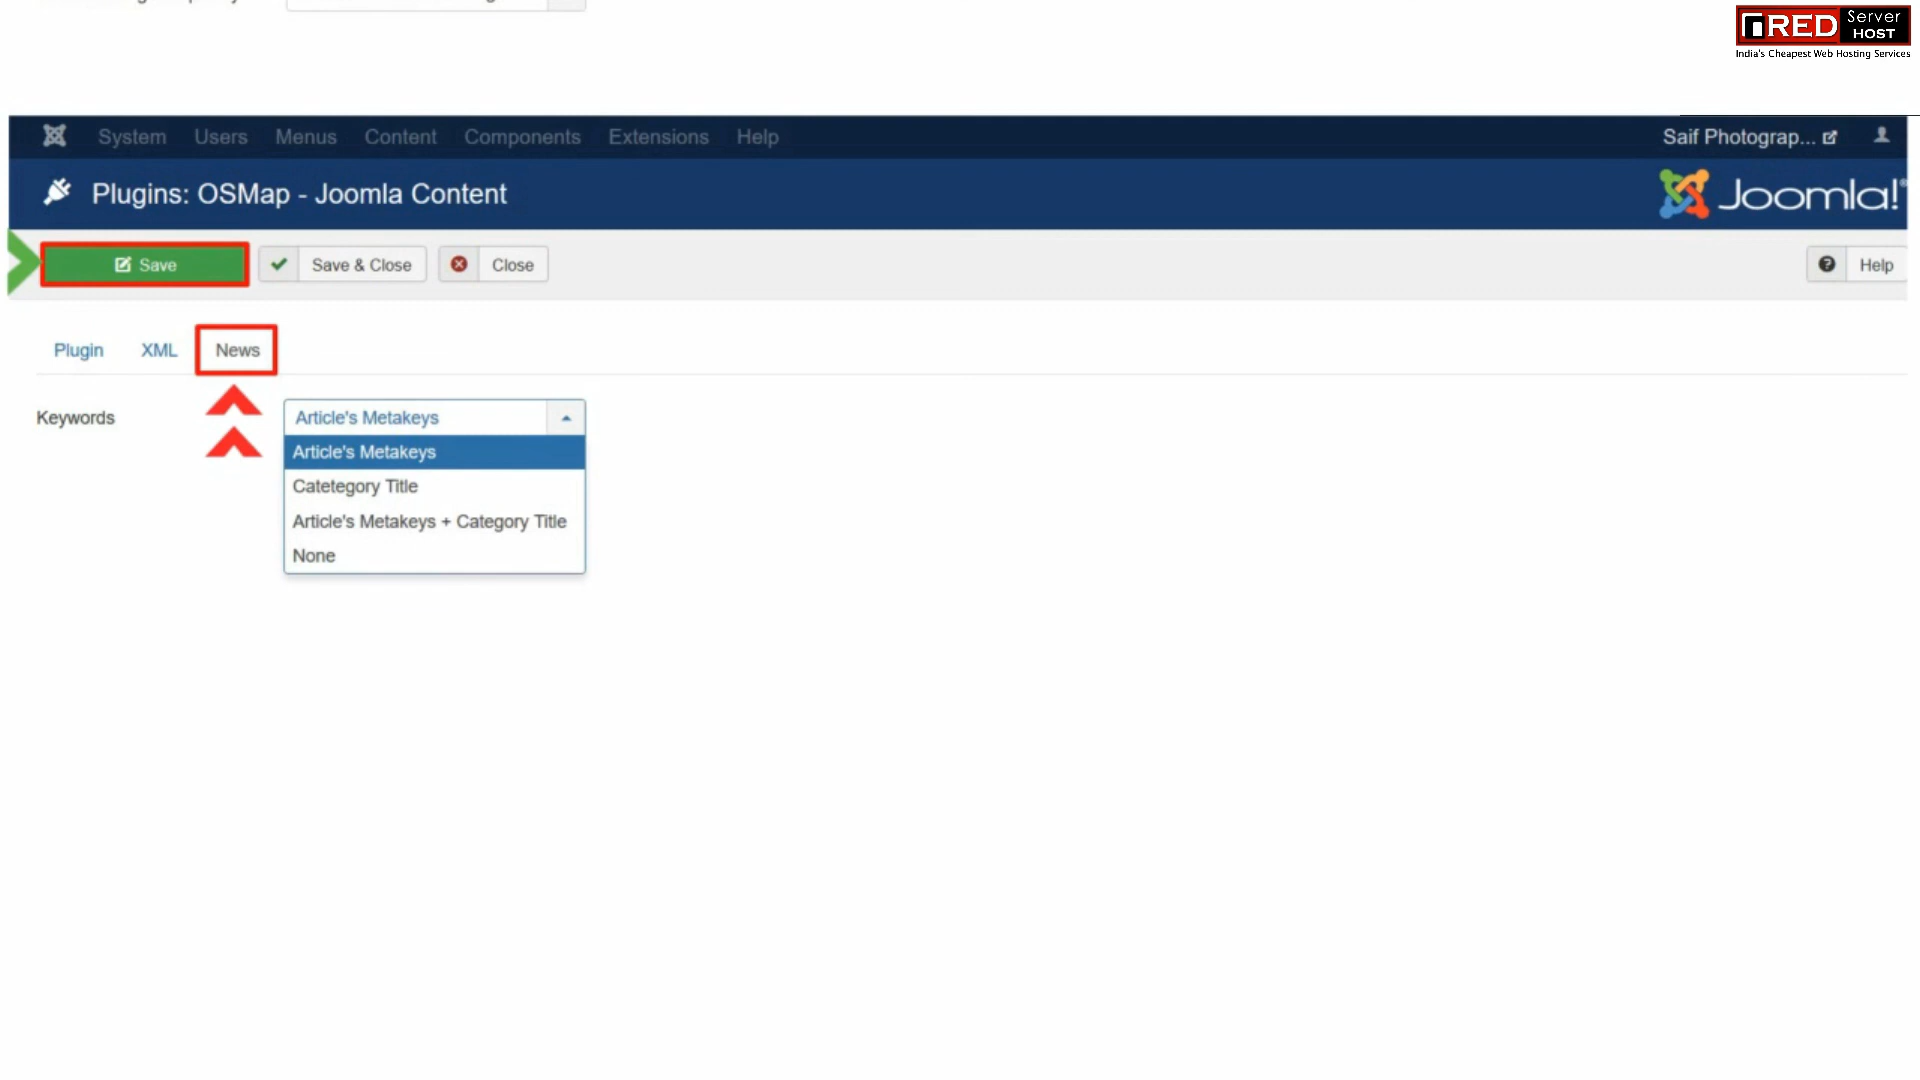 RED Server HOST
India's Cheapest Web Hosting Services
System Users Menus Content Components Extensions Help Saif Photograp...
Plugins: OSMap - Joomla Content Joomla!®
Save Save & Close Close Help
Plugin XML News
Keywords Article's Metakeys
Article's Metakeys
Catetegory Title
Article's Metakeys + Category Title
None